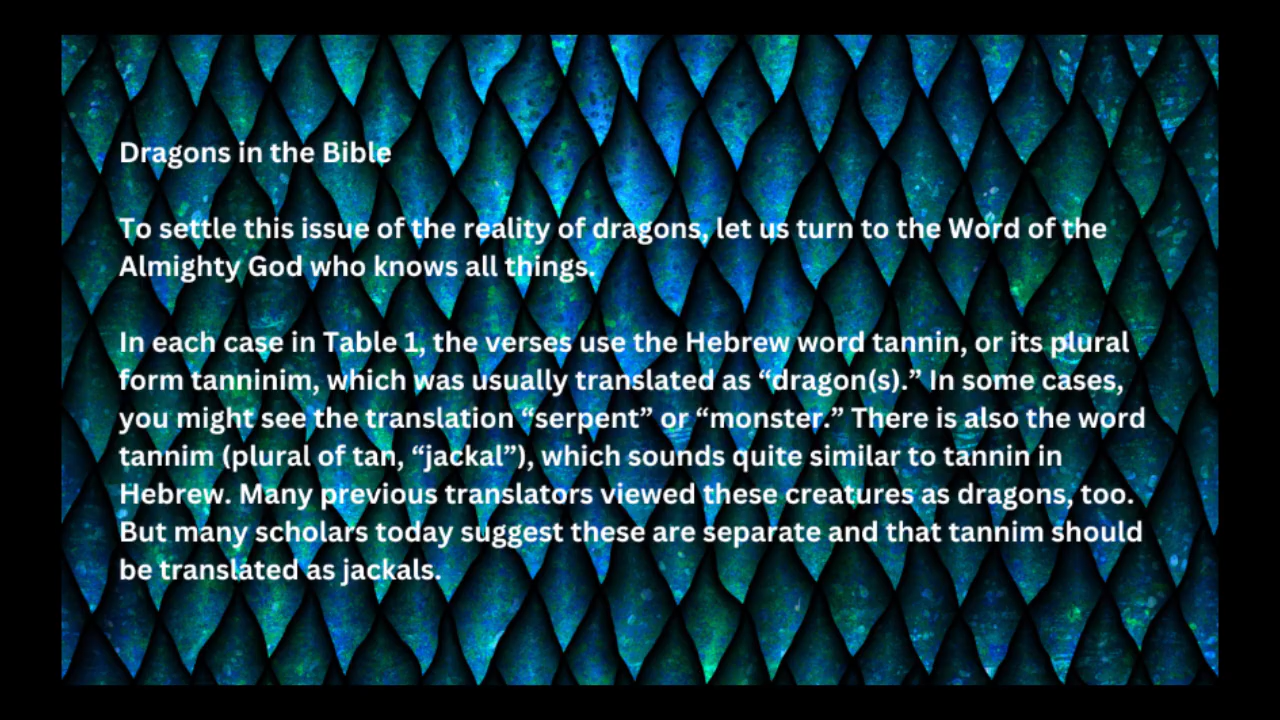 Dragons in the Bible
To settle this issue of the reality of dragons, let us turn to the Word of the
Almighty God who knows all things.
In each case in Table 1, the verses use the Hebrew word tannin, or its plural
form tanninim, which was usually translated as “dragon(s).” In some cases,
you might see the translation “serpent” or “monster.” There is also the word
tannim (plural of tan, “jackal”), which sounds quite similar to tannin in
Hebrew. Many previous translators viewed these creatures as dragons, too.
But many scholars today suggest these are separate and that tannim should
be translated as jackals.